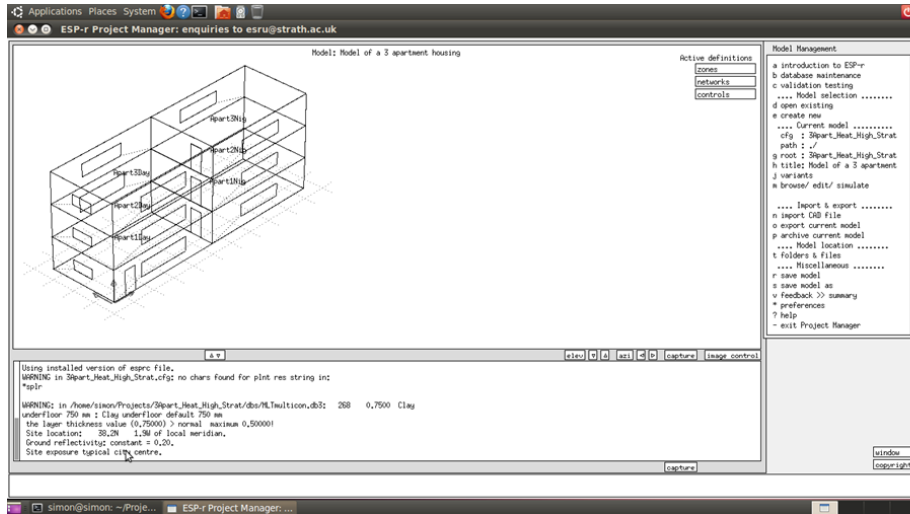 Applications Places System
ESP-r Project Manager: enquiries to esru@strath.ac.uk
Model: Model of a 3 apartment housing
Active definitions
zones
networks
controls
Apart3Nig
Apart2Nig
Apart3Day
Apart1Nig
Apart2Day
Apart1Day
elev
azi
capture
image control
Using installed version of esprc file.
WARNING in 3Apart_Heat_High_Strat.cfg: no chars found for plnt res string in:
*splr
WARNING: in /home/simon/Projects/3Apart_Heat_High_Strat/dbs/MLTmulticon.db3: 268 0.7500 Clay
underfloor 750 mm : Clay underfloor default 750 mm
the layer thickness value (0.75000) > normal maximum 0.50000!
Site location: 38.2N 1.9W of local meridian.
Ground reflectivity: constant = 0.20.
Site exposure typical city centre.
capture
Model Management
a introduction to ESP-r
b database maintenance
c validation testing
.... Model selection ........
d open existing
e create new
.... Current model ..........
cfg : 3Apart_Heat_High_Strat
path : ./
g root : 3Apart_Heat_High_Strat
h title: Model of a 3 apartment
j variants
m browse/ edit/ simulate
.... Import & export ........
n import CAD file
o export current model
p archive current model
.... Model location ........
t folders & files
.... Miscellaneous ........
r save model
s save model as
v feedback >> summary
* preferences
? help
- exit Project Manager
window
copyright
simon@simon: ~/Proje...
ESP-r Project Manager: ...